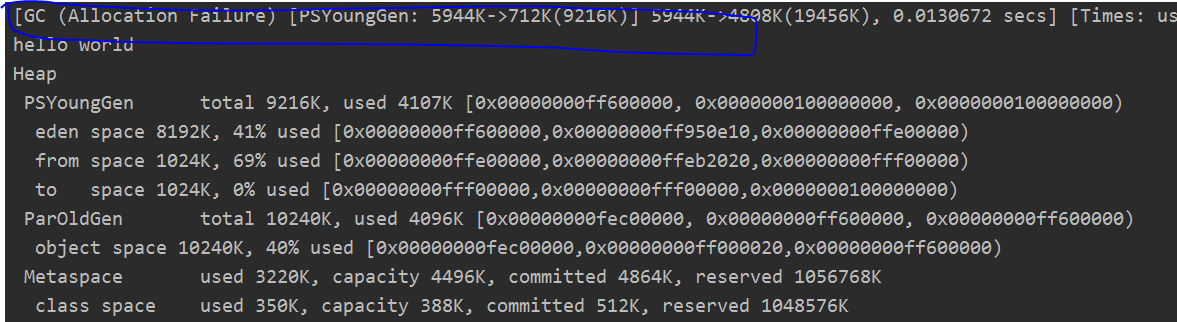 [GC (Allocation Failure) [PSYoungGen: 5944K->712K(9216K)] 5944K->4808K(19456K), 0.0130672 secs] [Times: us
hello world
Heap
 PSYoungGen      total 9216K, used 4107K [0x00000000ff600000, 0x0000000100000000, 0x0000000100000000)
  eden space 8192K, 41% used [0x00000000ff600000,0x00000000ff950e10,0x00000000ffe00000)
  from space 1024K, 69% used [0x00000000ffe00000,0x00000000ffeb2020,0x00000000fff00000)
  to   space 1024K, 0% used [0x00000000fff00000,0x00000000fff00000,0x0000000100000000)
 ParOldGen       total 10240K, used 4096K [0x00000000fec00000, 0x00000000ff600000, 0x00000000ff600000)
  object space 10240K, 40% used [0x00000000fec00000,0x00000000ff000020,0x00000000ff600000)
 Metaspace       used 3220K, capacity 4496K, committed 4864K, reserved 1056768K
  class space    used 350K, capacity 388K, committed 512K, reserved 1048576K